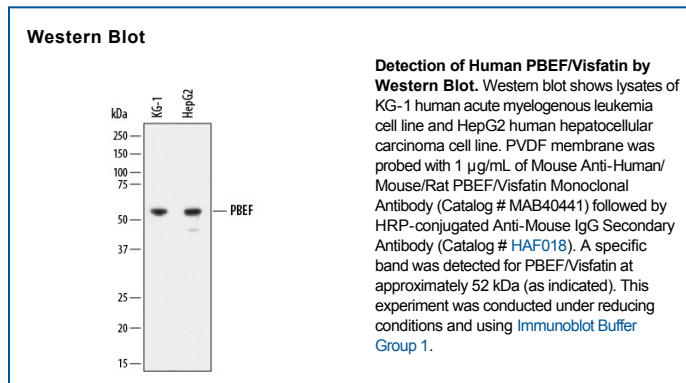 Western Blot
KG-1
HepG2
kDa
250
150
100
75
50
37
25
20
15
PBEF
Detection of Human PBEF/Visfatin by
Western Blot. Western blot shows lysates of
KG-1 human acute myelogenous leukemia
cell line and HepG2 human hepatocellular
carcinoma cell line. PVDF membrane was
probed with 1 µg/mL of Mouse Anti-Human/
Mouse/Rat PBEF/Visfatin Monoclonal
Antibody (Catalog # MAB40441) followed by
HRP-conjugated Anti-Mouse IgG Secondary
Antibody (Catalog # HAF018). A specific
band was detected for PBEF/Visfatin at
approximately 52 kDa (as indicated). This
experiment was conducted under reducing
conditions and using Immunoblot Buffer
Group 1.